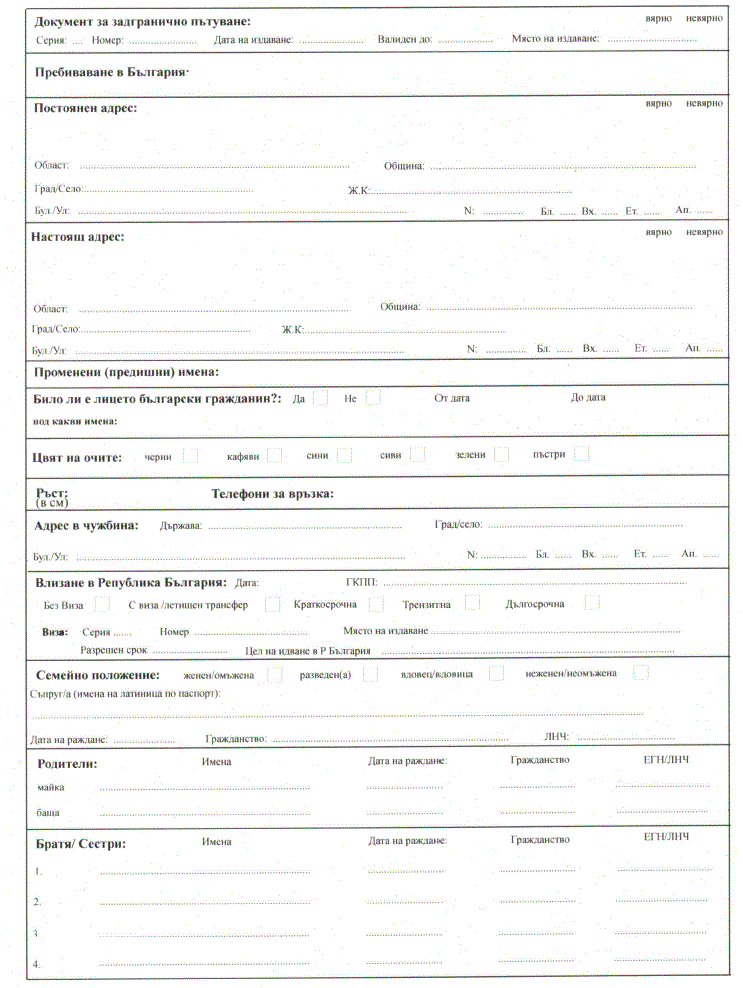 Документ за задгранично пътуване: вярно невярно
Серия: .... Номер: ....................... Дата на издаване: ...................... Валиден до: ................... Място на издаване: ..............................
Пребиваване в България·
Постоянен адрес: вярно невярно
Област: .......................................................... Община: ..........................................................
Град/Село:.......................................................... Ж.К:..........................................................
Бул./Ул: .......................................................... N: .............. Бл. ...... Вх. ...... Ет. ...... Ап. ......
Настоящ адрес: вярно невярно
Област: .......................................................... Община: ..........................................................
Град/Село:.......................................................... Ж.К:..........................................................
Бул./Ул: .......................................................... N: .............. Бл. ...... Вх. ...... Ет. ...... Ап. ......
Променени (предишни) имена:
Било ли е лицето български гражданин?: Да Не От дата До дата
под какви имена:
Цвят на очите: черни кафяви сини сиви зелени пъстри
Ръст: Телефони за връзка:
(в см)
Адрес в чужбина: Държава: .......................................................... Град/село: ..........................................................
Бул./Ул: .......................................................... N: .............. Бл. ...... Вх. ...... Ет. ...... Ап. ......
Влизане в Република България: Дата: ГКПП: ..........................................................
Без Виза С виза /летищен трансфер Краткосрочна Трензитна Дългосрочна
Виза: Серия ...... Номер ...................................... Място на издаване ..........................................................
Разрешен срок ......................... Цел на идване в Р България ..........................................................
Семейно положение: женен/омъжена разведен(а) вдовец/вдовица неженен/неомъжена
Съпруг/а (имена на латиница по паспорт):
....................................................................................................................
Дата на раждане: ..................... Гражданство: .......................................................... ЛНЧ: ..............................
Родители: Имена Дата на раждане: Гражданство ЕГН/ЛНЧ
майка .......................................................... ......................... ......................... ..............................
баща .......................................................... ......................... ......................... ..............................
Братя/ Сестри: Имена Дата на раждане: Гражданство ЕГН/ЛНЧ
1. .......................................................... ......................... ......................... ..............................
2. .......................................................... ......................... ......................... ..............................
3 .......................................................... ......................... ......................... ..............................
4. .......................................................... ......................... ......................... ..............................